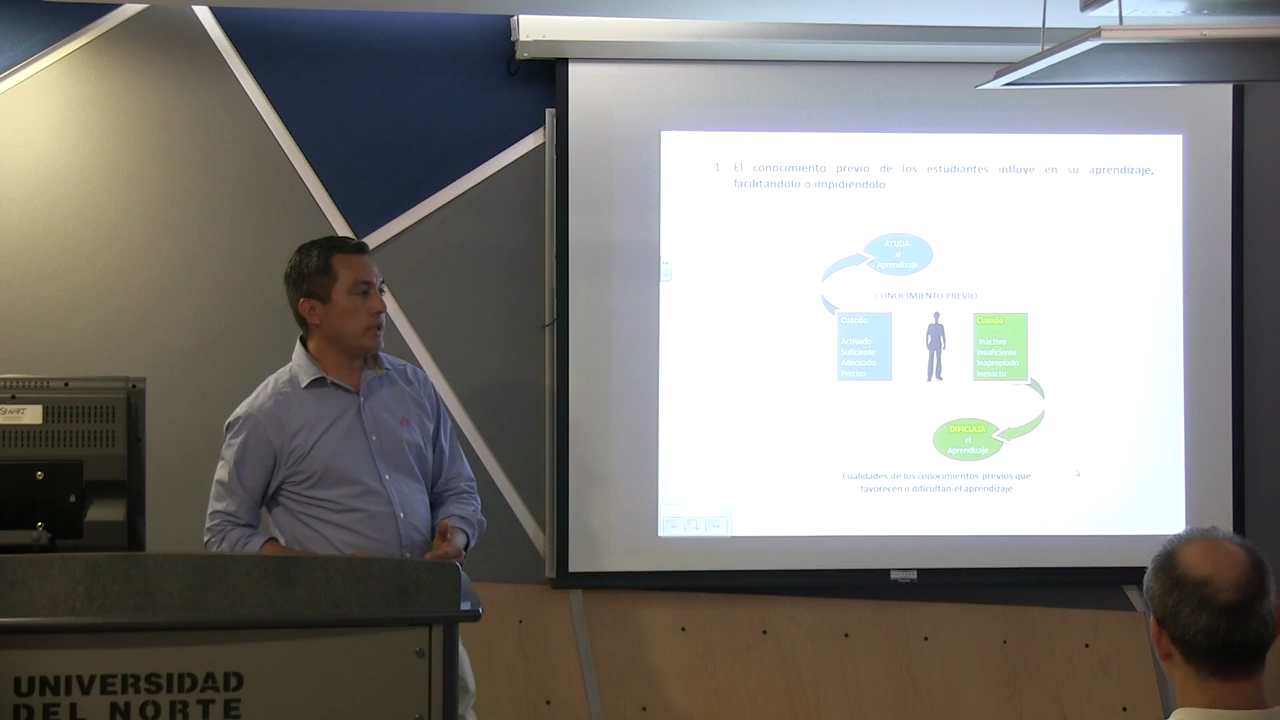 1 El conocimiento previo de los estudiantes influye en su aprendizaje,
facilitandolo o impidiendolo
AYUDA
al
Aprendizaje
CONOCIMIENTO PREVIO
Cuando
Activado
Suficiente
Adecuado
Preciso
Cuando
Inactivo
Insuficiente
Inapropiado
Inexacto
DIFICULTA
el
Aprendizaje
Cualidades de los conocimientos previos que
favorecen o dificultan el aprendizaje
SMART
UNIVERSIDAD
DEL NORTE